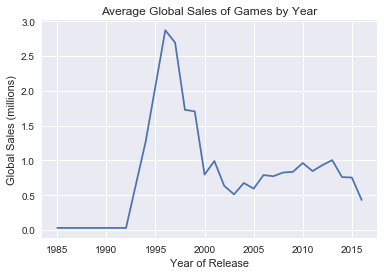 Average Global Sales of Games by Year
Global Sales (millions)
3.0
2.5
2.0
1.5
1.0
0.5
0.0
1985 1990 1995 2000 2005 2010 2015
Year of Release